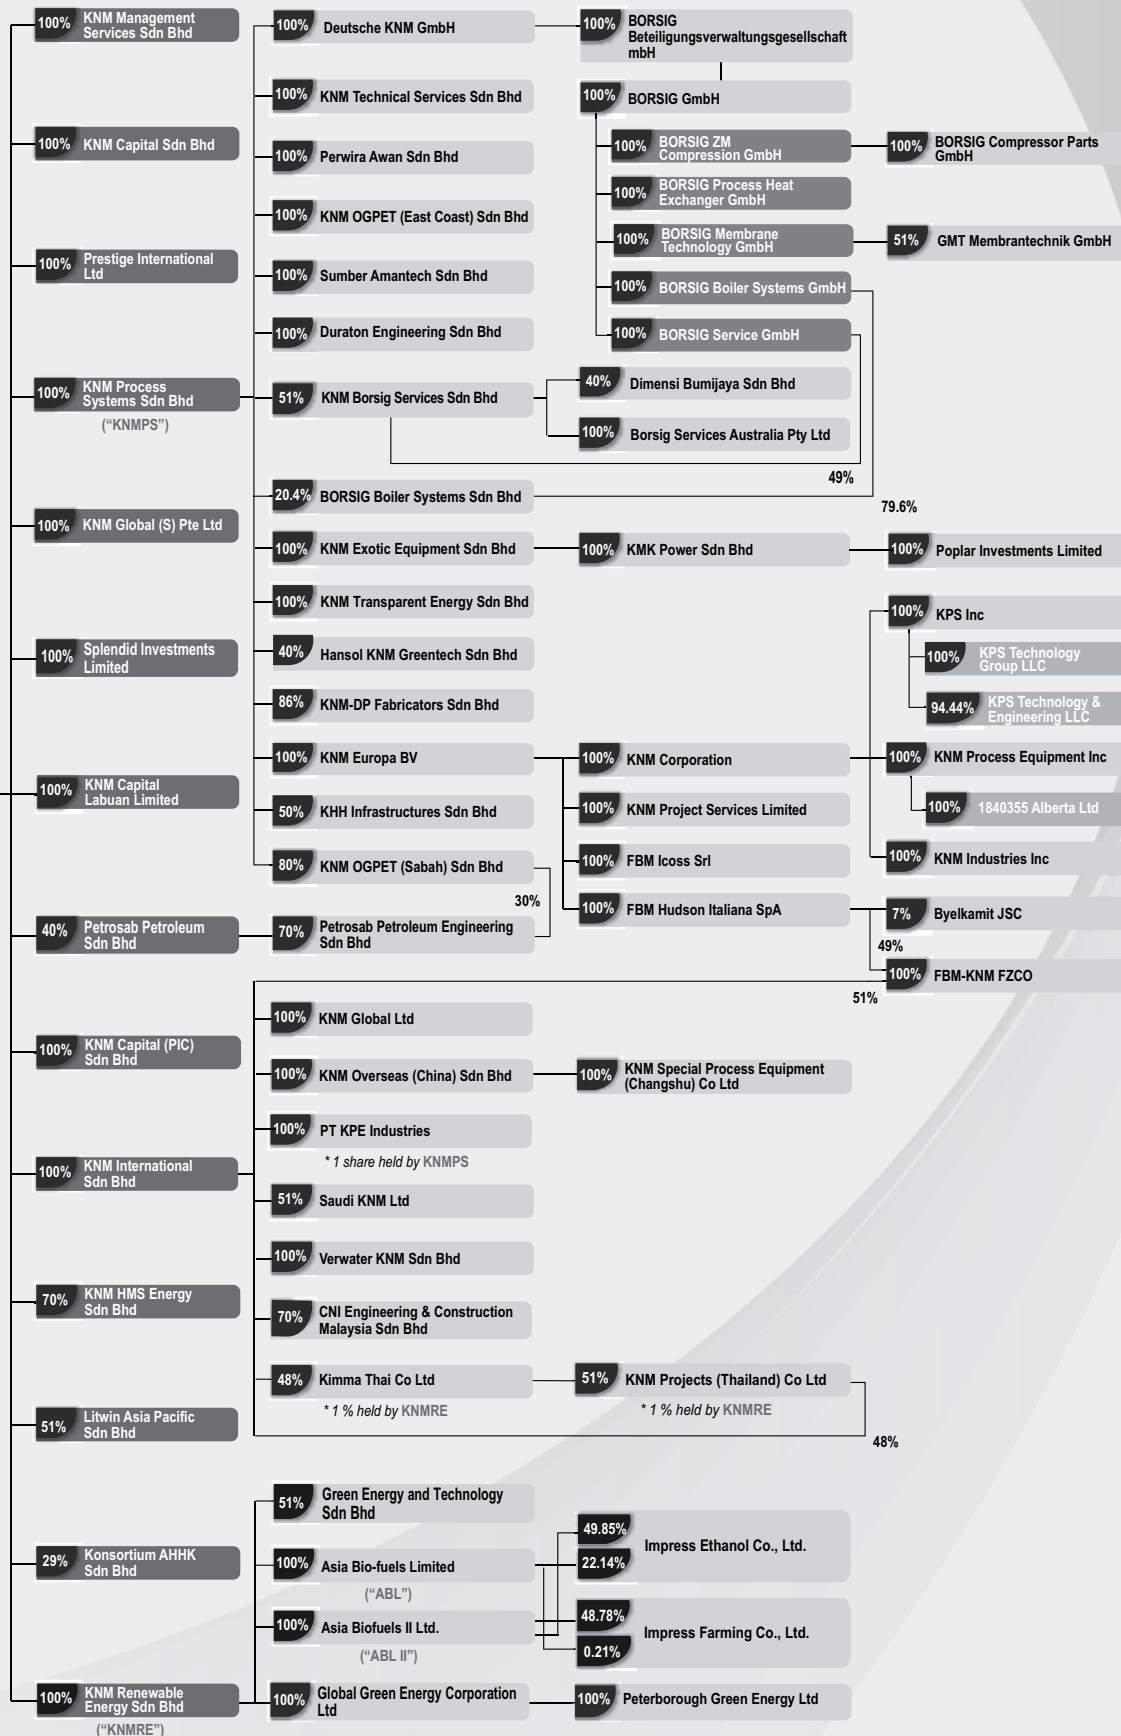 100%
KNM Management
Services Sdn Bhd
100%
KNM Capital Sdn Bhd
100%
Prestige International
Ltd
100%
KNM Process
Systems Sdn Bhd
(“KNMPS”)
100%
KNM Global (S) Pte Ltd
100%
Splendid Investments
Limited
100%
KNM Capital
Labuan Limited
40%
Petrosab Petroleum
Sdn Bhd
100%
KNM Capital (PIC)
Sdn Bhd
100%
KNM International
Sdn Bhd
70%
KNM HMS Energy
Sdn Bhd
51%
Litwin Asia Pacific
Sdn Bhd
29%
Konsortium AHHK
Sdn Bhd
100%
KNM Renewable
Energy Sdn Bhd
(“KNMRE”)
100%
Deutsche KNM GmbH
100%
KNM Technical Services Sdn Bhd
100%
Perwira Awan Sdn Bhd
100%
KNM OGPET (East Coast) Sdn Bhd
100%
Sumber Amantech Sdn Bhd
100%
Duraton Engineering Sdn Bhd
51%
KNM Borsig Services Sdn Bhd
20.4%
BORSIG Boiler Systems Sdn Bhd
100%
KNM Exotic Equipment Sdn Bhd
100%
KNM Transparent Energy Sdn Bhd
40%
Hansol KNM Greentech Sdn Bhd
86%
KNM-DP Fabricators Sdn Bhd
100%
KNM Europa BV
50%
KHH Infrastructures Sdn Bhd
80%
KNM OGPET (Sabah) Sdn Bhd
30%
70%
Petrosab Petroleum Engineering
Sdn Bhd
100%
KNM Global Ltd
100%
KNM Overseas (China) Sdn Bhd
100%
PT KPE Industries
* 1 share held by KNMPS
51%
Saudi KNM Ltd
100%
Verwater KNM Sdn Bhd
70%
CNI Engineering & Construction
Malaysia Sdn Bhd
48%
Kimma Thai Co Ltd
* 1 % held by KNMRE
51%
Green Energy and Technology
Sdn Bhd
100%
Asia Bio-fuels Limited
(“ABL”)
100%
Asia Biofuels II Ltd.
(“ABL II”)
100%
Global Green Energy Corporation
Ltd
100%
BORSIG
Beteiligungsverwaltungsgesellschaft
mbH
100%
BORSIG GmbH
100%
BORSIG ZM
Compression GmbH
100%
BORSIG Process Heat
Exchanger GmbH
100%
BORSIG Membrane
Technology GmbH
100%
BORSIG Boiler Systems GmbH
100%
BORSIG Service GmbH
40%
Dimensi Bumijaya Sdn Bhd
100%
Borsig Services Australia Pty Ltd
49%
79.6%
100%
KMK Power Sdn Bhd
100%
KNM Corporation
100%
KNM Project Services Limited
100%
FBM Icoss Srl
100%
FBM Hudson Italiana SpA
100%
KNM Special Process Equipment
(Changshu) Co Ltd
51%
KNM Projects (Thailand) Co Ltd
* 1 % held by KNMRE
48%
49.85%
22.14%
Impress Ethanol Co., Ltd.
48.78%
0.21%
Impress Farming Co., Ltd.
100%
Peterborough Green Energy Ltd
100%
BORSIG Compressor Parts
GmbH
51%
GMT Membrantechnik GmbH
100%
Poplar Investments Limited
100%
KPS Inc
100%
KPS Technology
Group LLC
94.44%
KPS Technology &
Engineering LLC
100%
KNM Process Equipment Inc
100%
1840355 Alberta Ltd
100%
KNM Industries Inc
7%
Byelkamit JSC
49%
100%
FBM-KNM FZCO
51%